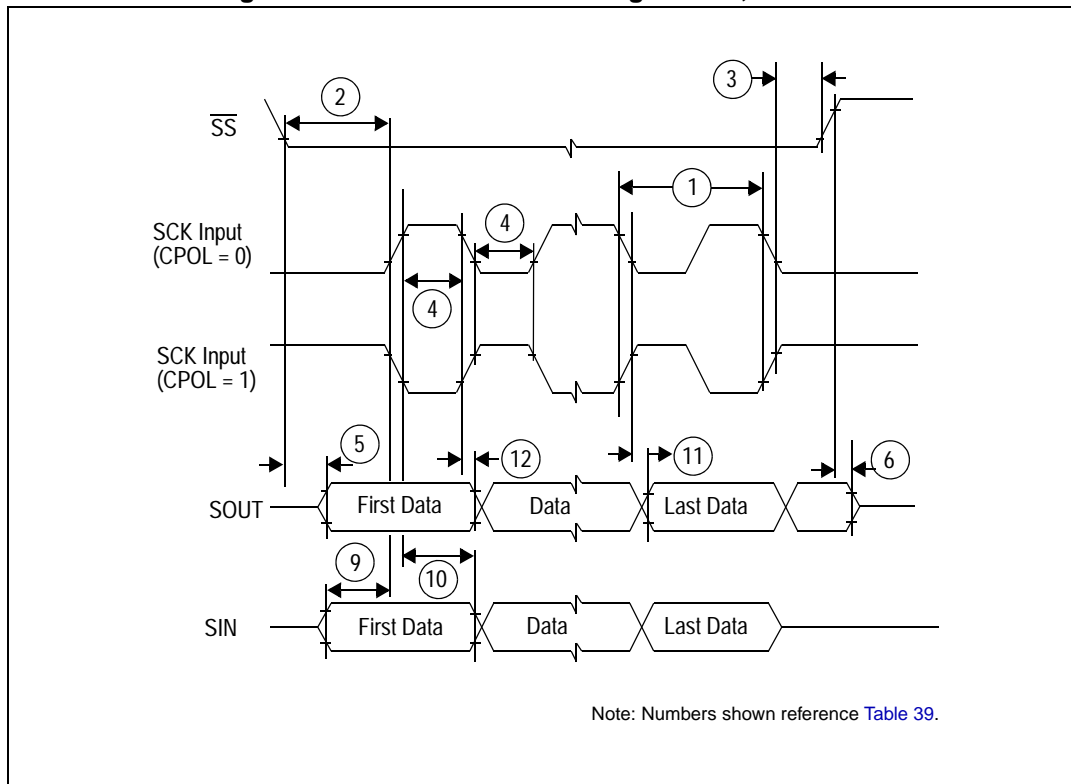 3
2
SS
1
4
SCK Input
(CPOL = 0)
4
SCK Input
(CPOL = 1)
5
12
11
6
SOUT
First Data
Data
Last Data
9
10
SIN
First Data
Data
Last Data
Note: Numbers shown reference Table 39.